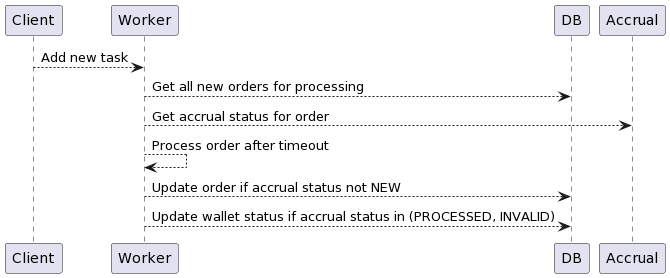 Client Worker DB Accrual
Add new task
Get all new orders for processing
Get accrual status for order
Process order after timeout
Update order if accrual status not NEW
Update wallet status if accrual status in (PROCESSED, INVALID)
Client Worker DB Accrual